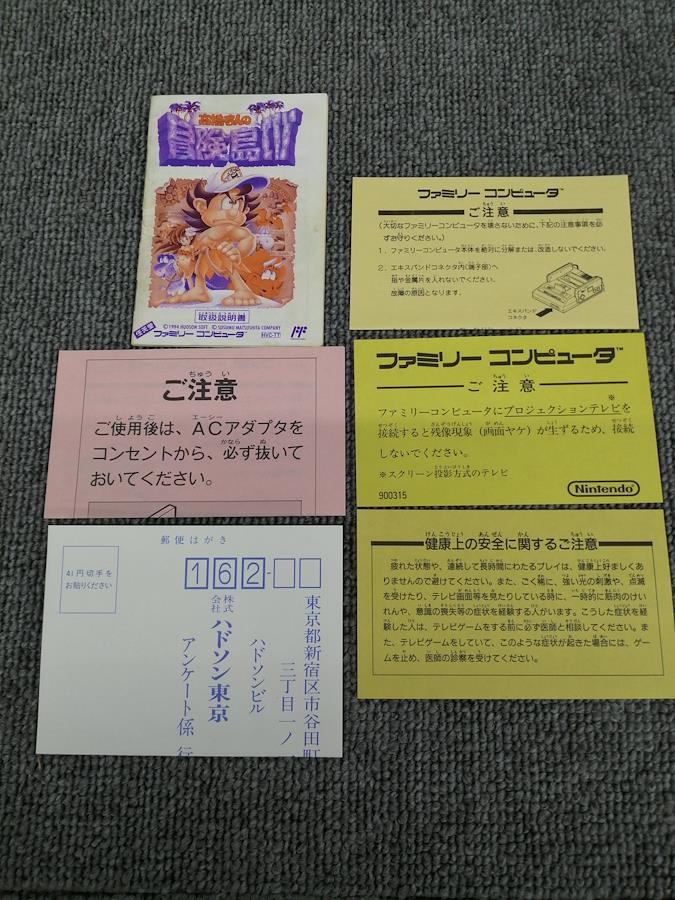 高橋名人の
冒険島IV
取扱説明書
© 1994 HUDSON SOFT © SUSUMU MATSUSHITA COMPANY
ファミリー コンピュータ
HVC-TT
ファミリー コンピュータ™
ご注意
(大切なファミリーコンピュータを壊さないために、下記の注意事項を必ずお守りください。)
1. ファミリーコンピュータ本体を絶対に分解または、改造しないでください。
2. エキスパンドコネクタ内(端子部)へ
指や金属片を入れないでください。
故障の原因となります。
エキスパンド
コネクタ
ご注意
ご使用後は、ACアダプタを
コンセントから、必ず抜いて
おいてください。
ファミリー コンピュータ™
ご注意
ファミリーコンピュータにプロジェクションテレビ※を
接続すると残像現象(画面ヤケ)が生ずるため、接続
しないでください。
※スクリーン投影方式のテレビ
900315
Nintendo
郵便はがき
41円切手を
お貼りください
162-
東京都新宿区市谷田町
三丁目一ノ
ハドソンビル
株式会社 ハドソン東京
アンケート係 行
健康上の安全に関するご注意
疲れた状態や、連続して長時間にわたるプレイは、健康上好ましくあ
りませんので避けてください。また、ごく稀に、強い光の刺激や、点滅
を受けたり、テレビ画面等を見たりしている時に、一時的に筋肉のけい
れんや、意識の喪失等の症状を経験する人がいます。こうした症状を経
験した人は、テレビゲームをする前に必ず医師と相談してください。ま
た、テレビゲームをしていて、このような症状が起きた場合には、ゲー
ムを止め、医師の診察を受けてください。